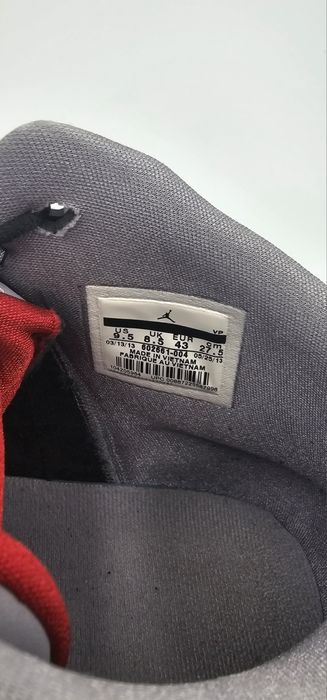 VP
US UK EUR cm
9.5 8.5 43 27.5
03/13/13 602661-004 05/25/13
MADE IN VIETNAM
FABRIQUE AU VIETNAM